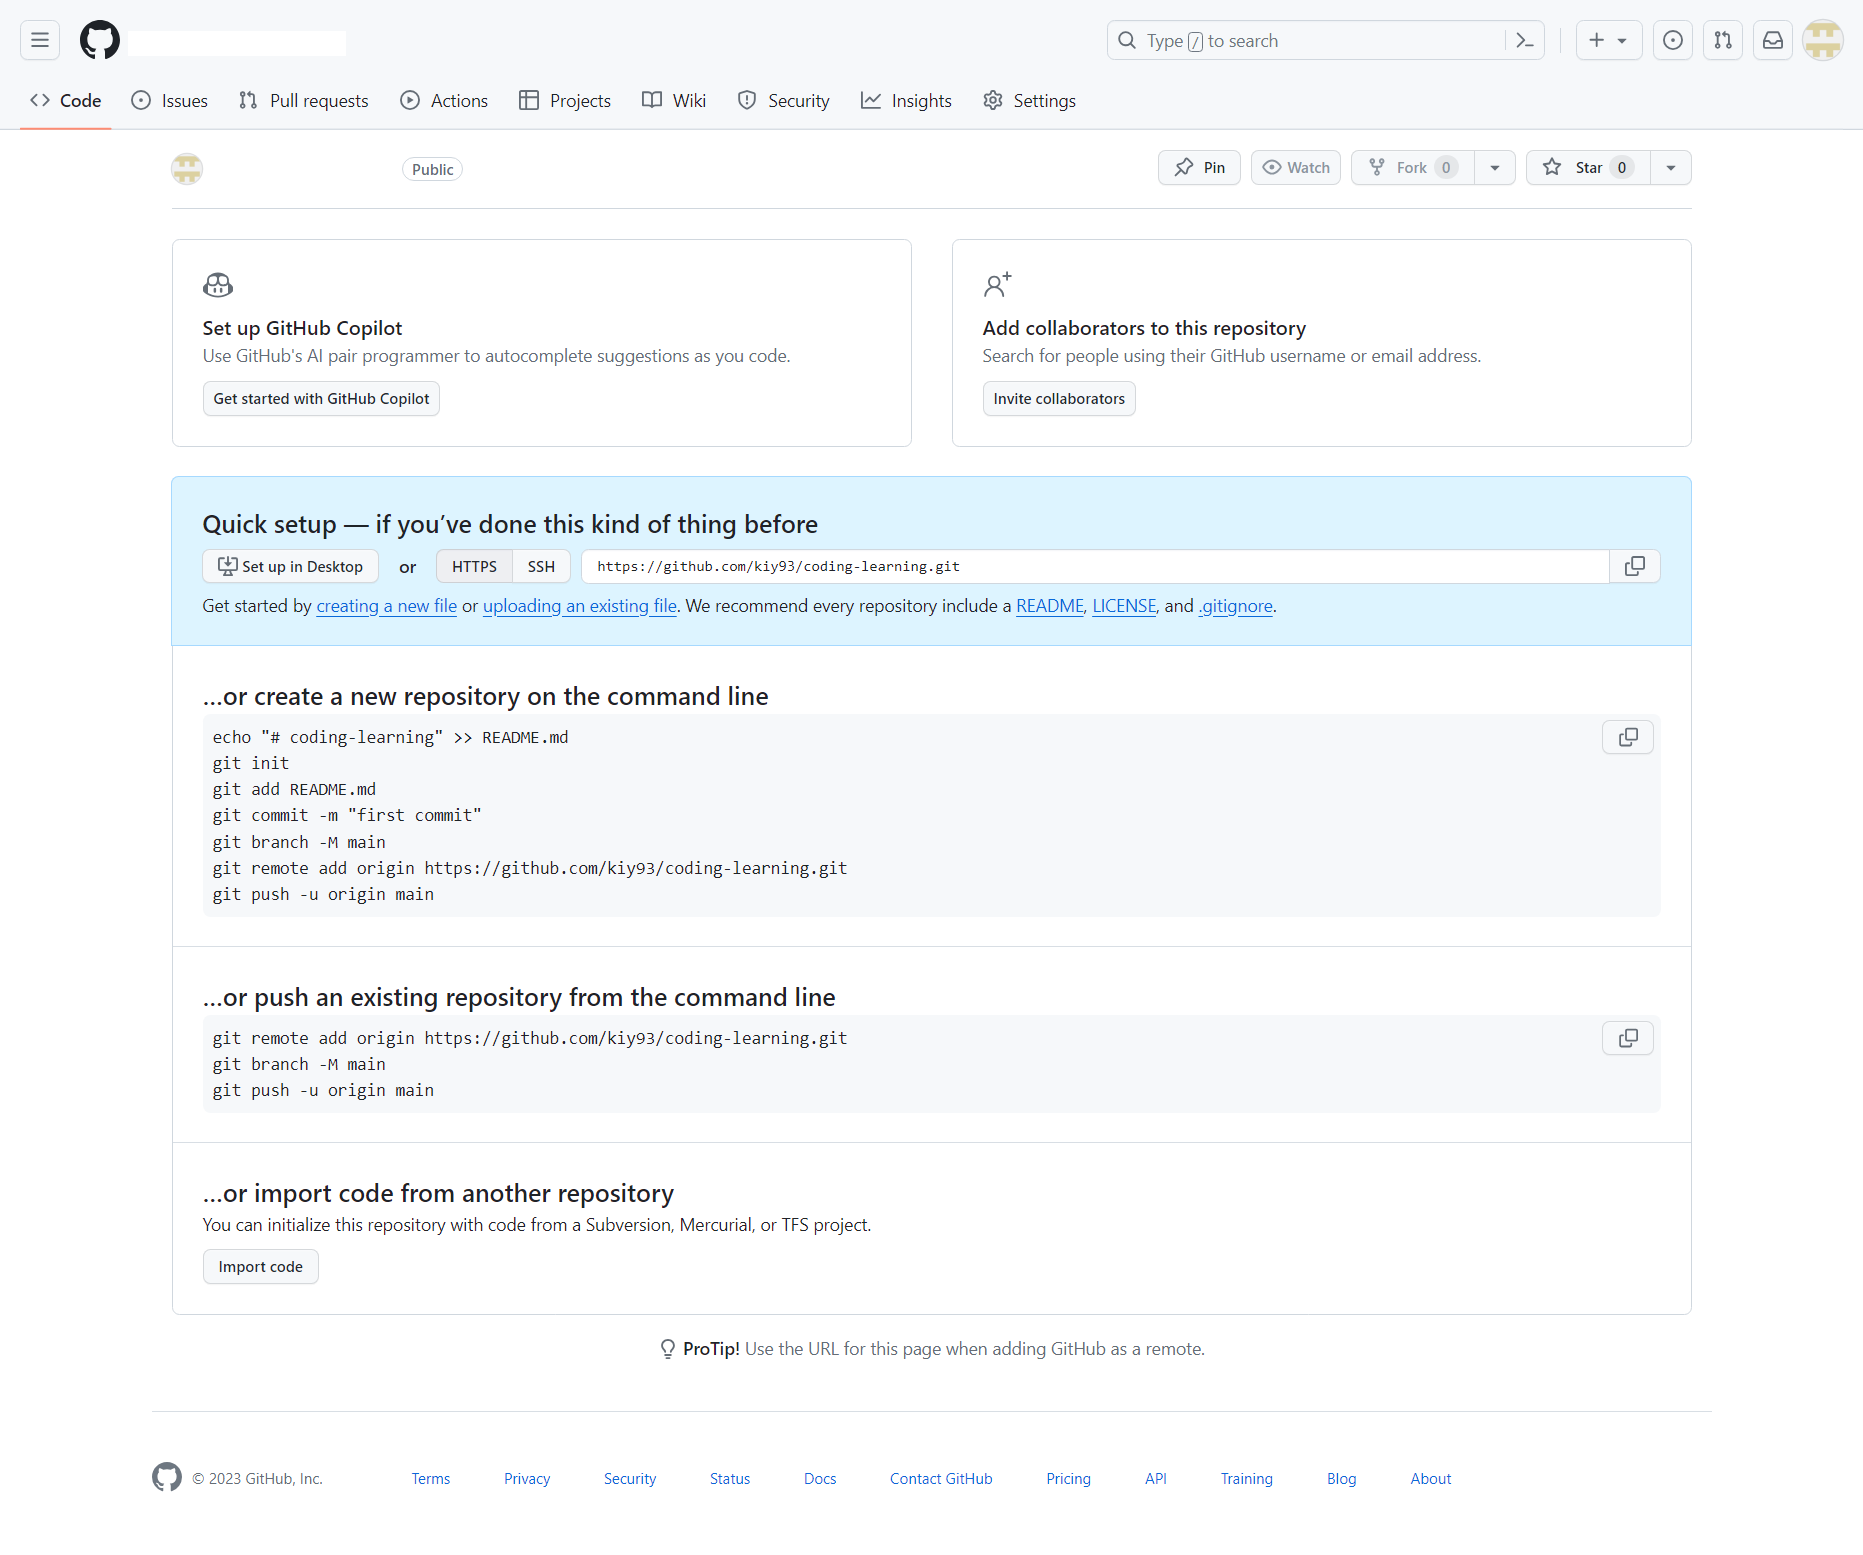 Type / to search
Code Issues Pull requests Actions Projects Wiki Security Insights Settings
Public Pin Watch Fork 0 Star 0
Set up GitHub Copilot
Use GitHub's AI pair programmer to autocomplete suggestions as you code.
Get started with GitHub Copilot
Add collaborators to this repository
Search for people using their GitHub username or email address.
Invite collaborators
Quick setup — if you’ve done this kind of thing before
Set up in Desktop or HTTPS SSH https://github.com/kiy93/coding-learning.git
Get started by creating a new file or uploading an existing file. We recommend every repository include a README, LICENSE, and .gitignore.
…or create a new repository on the command line
echo "# coding-learning" >> README.md
git init
git add README.md
git commit -m "first commit"
git branch -M main
git remote add origin https://github.com/kiy93/coding-learning.git
git push -u origin main
…or push an existing repository from the command line
git remote add origin https://github.com/kiy93/coding-learning.git
git branch -M main
git push -u origin main
…or import code from another repository
You can initialize this repository with code from a Subversion, Mercurial, or TFS project.
Import code
ProTip! Use the URL for this page when adding GitHub as a remote.
© 2023 GitHub, Inc. Terms Privacy Security Status Docs Contact GitHub Pricing API Training Blog About